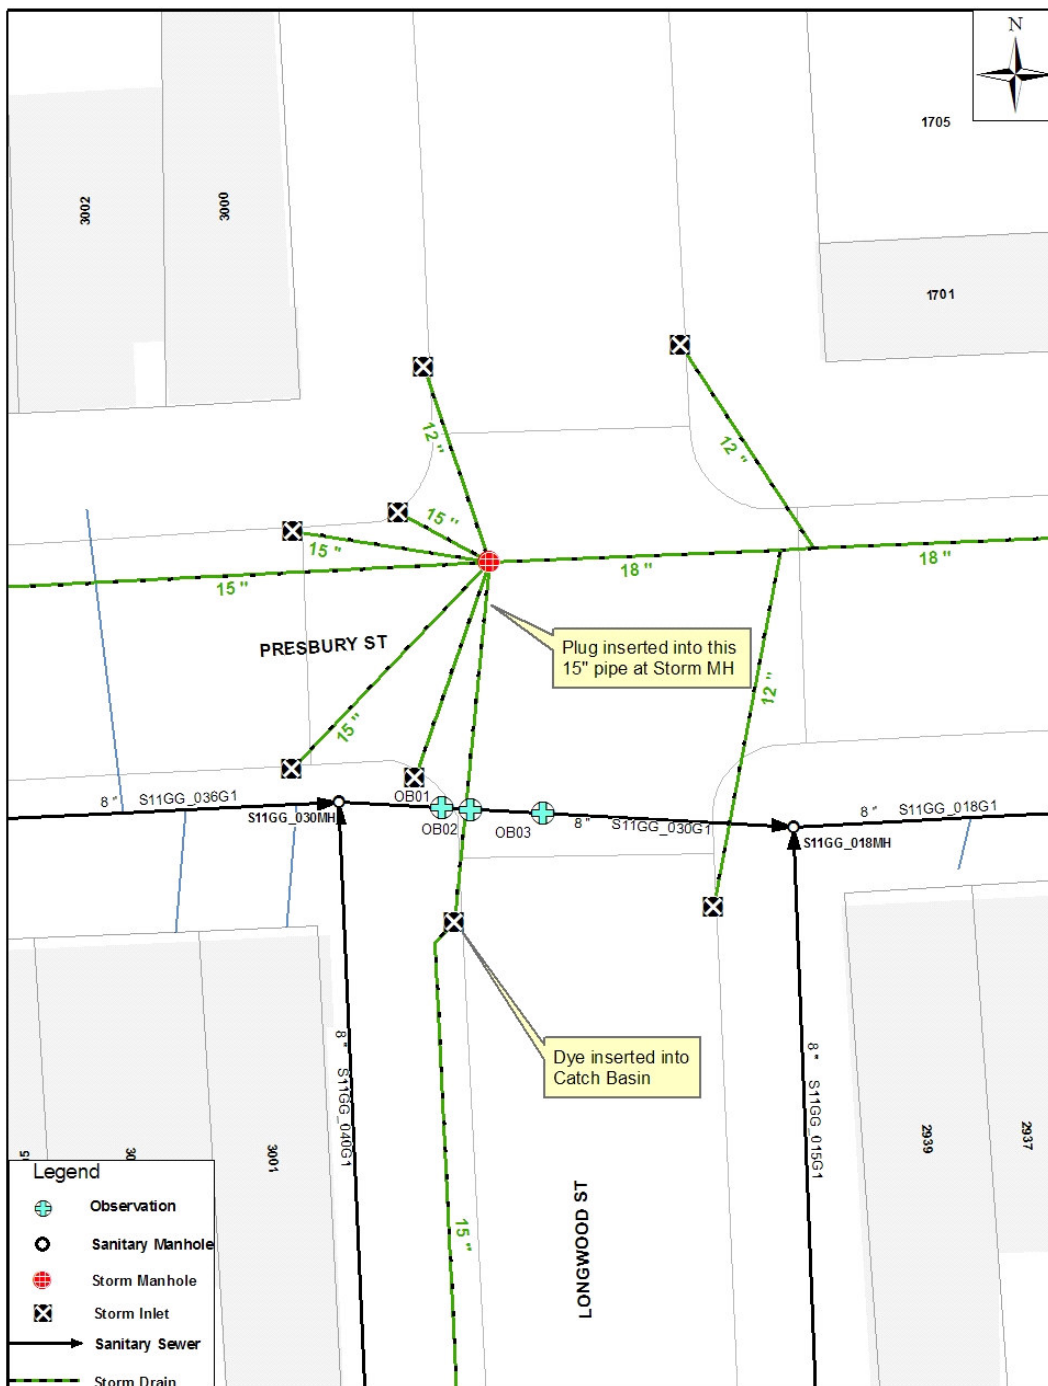 N
1705
3002
3000
1701
12 "
12 "
15 "
15 "
15 "
18 "
18 "
PRESBURY ST
Plug inserted into this
15" pipe at Storm MH
12 "
15 "
OB01
8 "
S11GG_036G1
S11GG_030MH
OB02
OB03
8 "
S11GG_030G1
8 "
S11GG_018G1
S11GG_018MH
Dye inserted into
Catch Basin
8 "
S11GG_040G1
8 "
S11GG_015G1
3001
2939
2937
15 "
LONGWOOD ST
Legend
Observation
Sanitary Manhole
Storm Manhole
Storm Inlet
Sanitary Sewer
Storm Drain